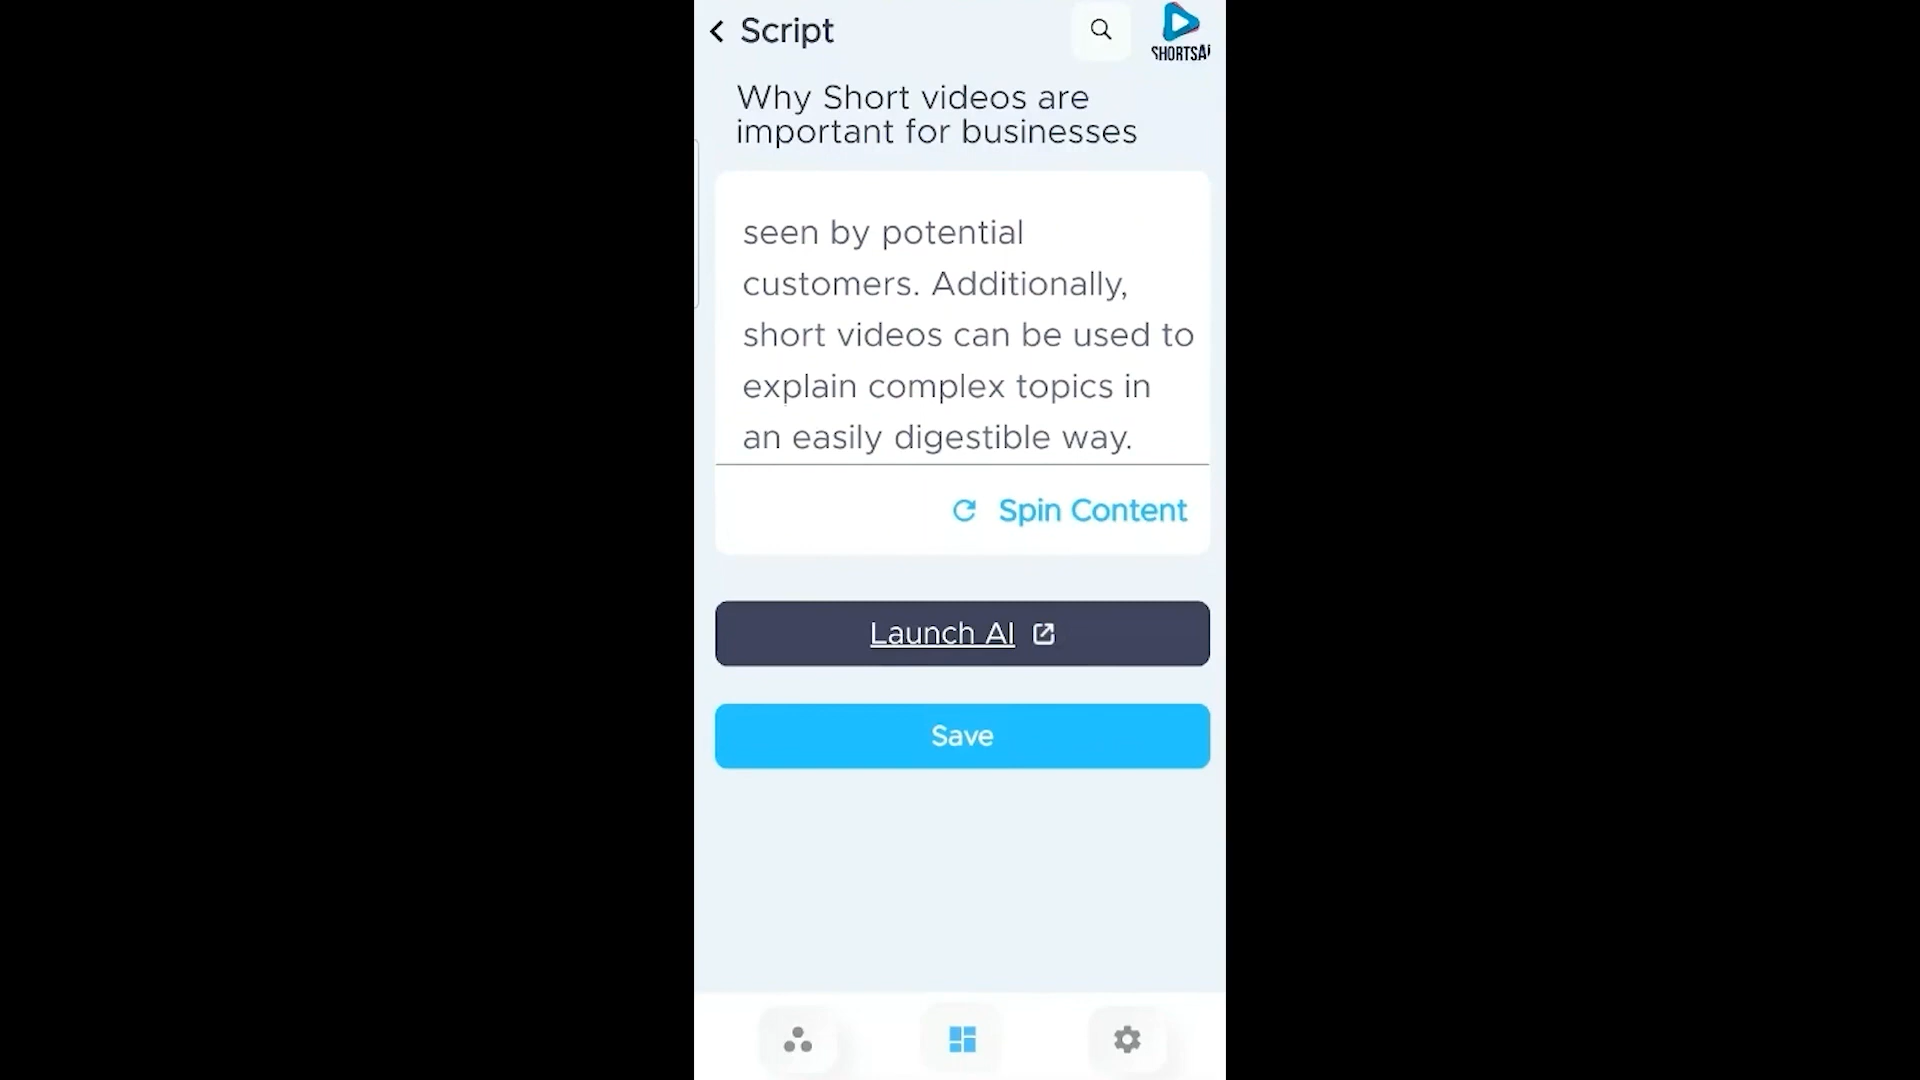 Script
SHORTSAi
Why Short videos are
important for businesses
seen by potential
customers. Additionally,
short videos can be used to
explain complex topics in
an easily digestible way.
Spin Content
Launch AI
Save